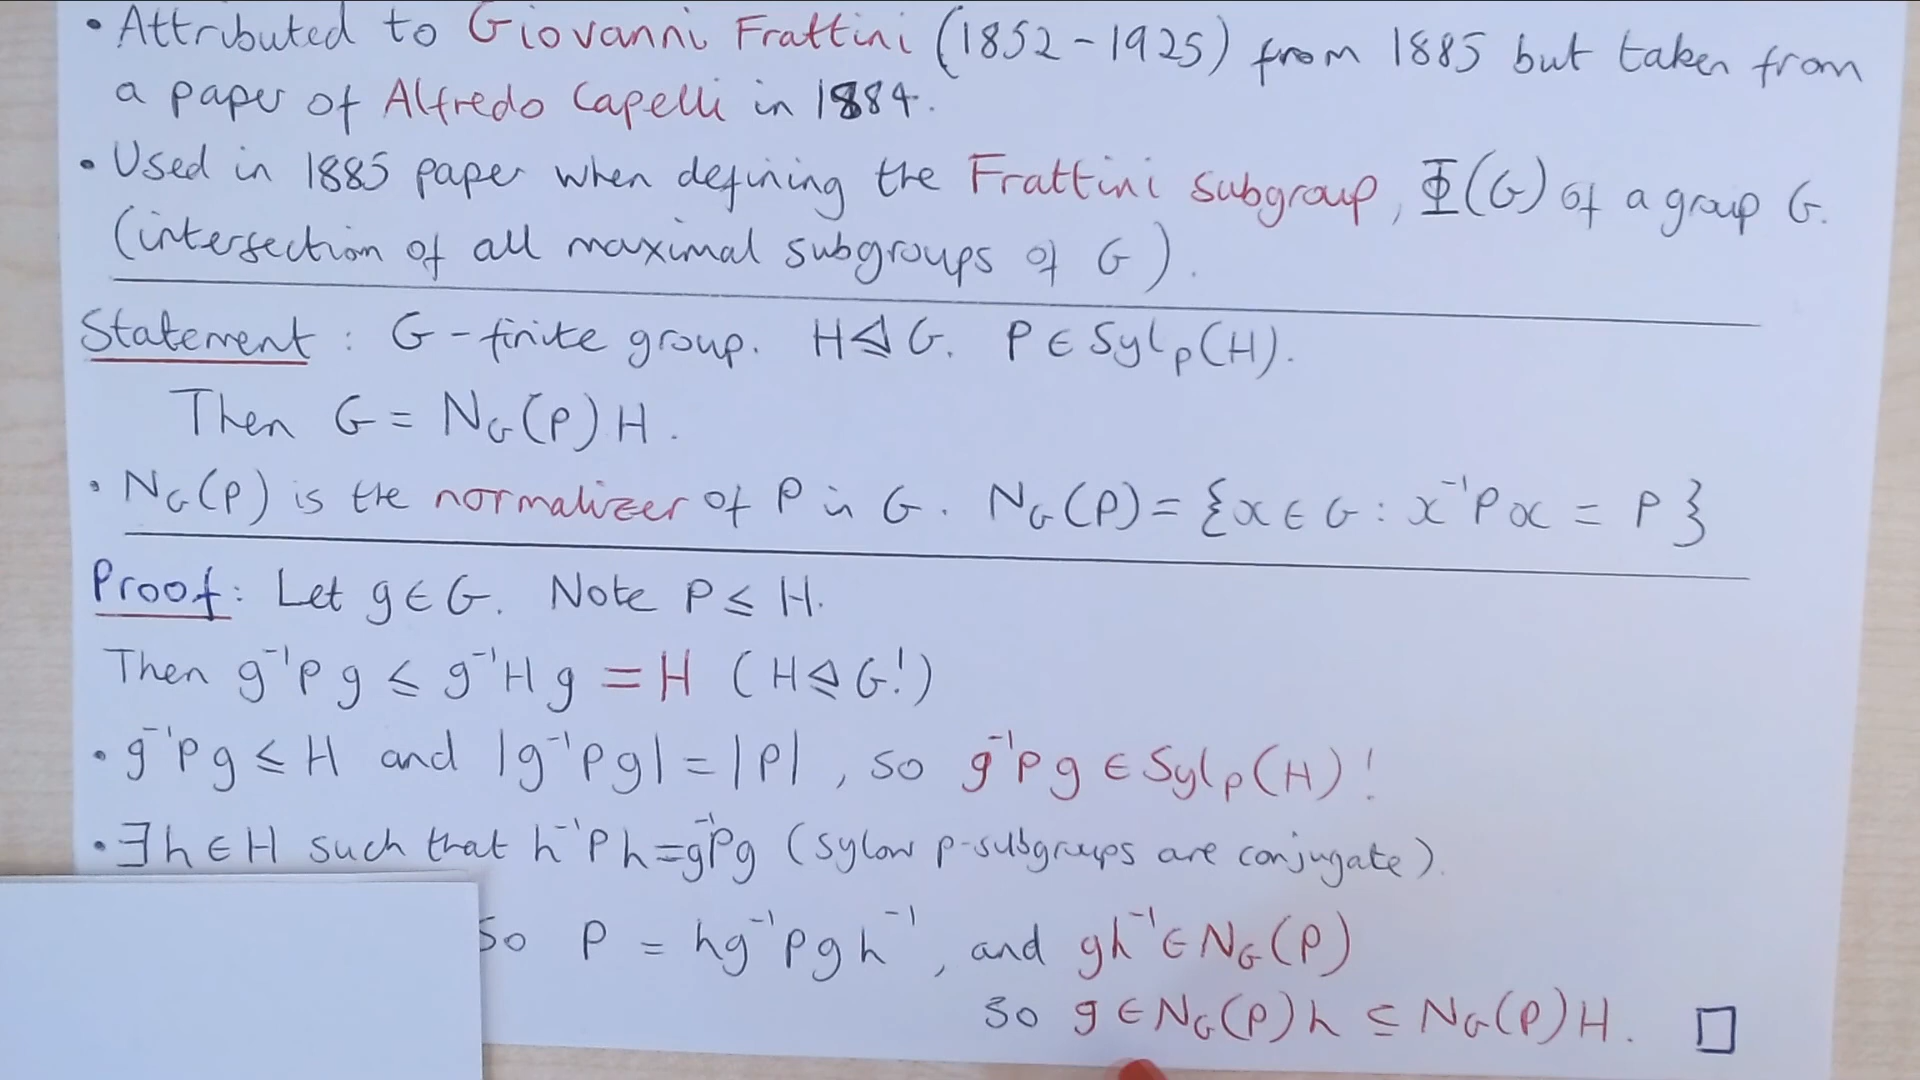 • Attributed to Giovanni Frattini (1852-1925) from 1885 but taken from
a paper of Alfredo Capelli in 1884.
• Used in 1885 paper when defining the Frattini subgroup, Φ(G) of a group G.
(intersection of all maximal subgroups of G).
Statement: G - finite group. H ⊴ G. P ∈ Syl_p(H).
Then G = N_G(P)H.
• N_G(P) is the normalizer of P in G. N_G(P) = {x ∈ G : x⁻¹Px = P}
Proof: Let g ∈ G. Note P ≤ H.
Then g⁻¹Pg ≤ g⁻¹Hg = H (H ⊴ G!)
• g⁻¹Pg ≤ H and |g⁻¹Pg| = |P|, so g⁻¹Pg ∈ Syl_p(H)!
• ∃h ∈ H such that h⁻¹Ph = g⁻¹Pg (Sylow p-subgroups are conjugate).
So P = hg⁻¹Pgh⁻¹, and gh⁻¹ ∈ N_G(P)
so g ∈ N_G(P)h ⊆ N_G(P)H. □